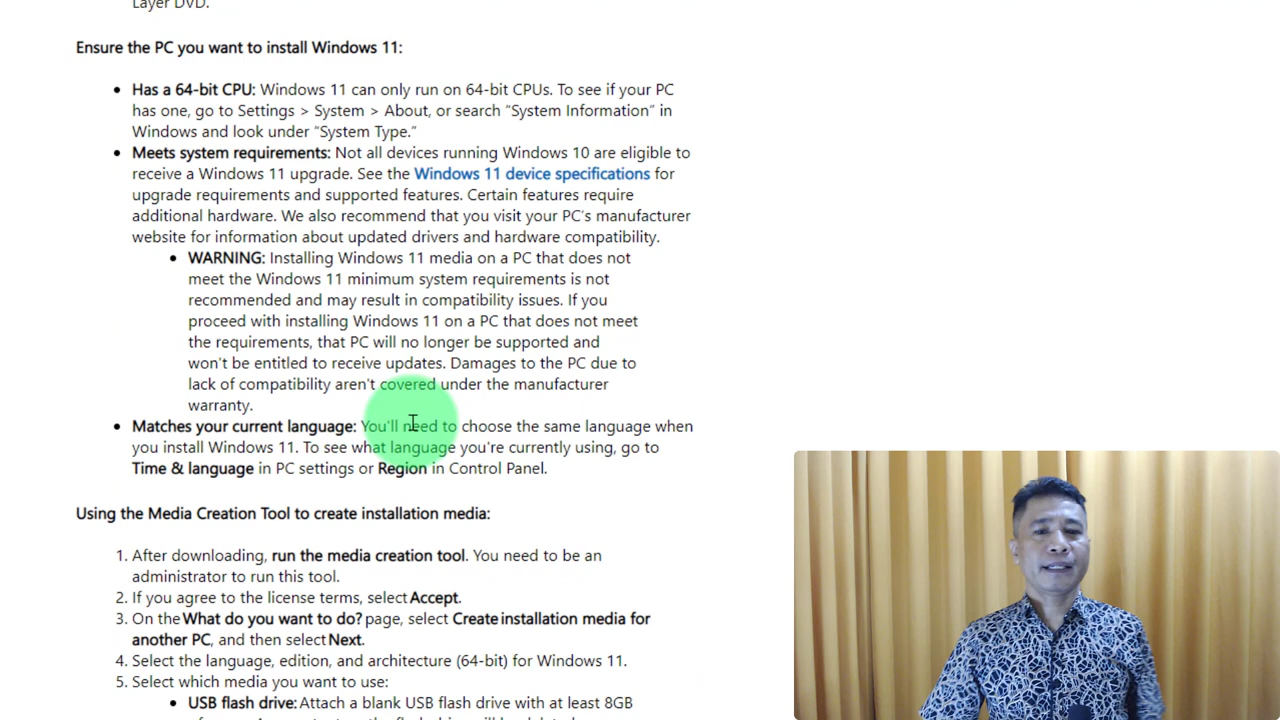 Layer DVD.
Ensure the PC you want to install Windows 11:
• Has a 64-bit CPU: Windows 11 can only run on 64-bit CPUs. To see if your PC
has one, go to Settings > System > About, or search “System Information” in
Windows and look under “System Type.”
• Meets system requirements: Not all devices running Windows 10 are eligible to
receive a Windows 11 upgrade. See the Windows 11 device specifications for
upgrade requirements and supported features. Certain features require
additional hardware. We also recommend that you visit your PC’s manufacturer
website for information about updated drivers and hardware compatibility.
• WARNING: Installing Windows 11 media on a PC that does not
meet the Windows 11 minimum system requirements is not
recommended and may result in compatibility issues. If you
proceed with installing Windows 11 on a PC that does not meet
the requirements, that PC will no longer be supported and
won't be entitled to receive updates. Damages to the PC due to
lack of compatibility aren't covered under the manufacturer
warranty.
• Matches your current language: You'll need to choose the same language when
you install Windows 11. To see what language you're currently using, go to
Time & language in PC settings or Region in Control Panel.
Using the Media Creation Tool to create installation media:
1. After downloading, run the media creation tool. You need to be an
administrator to run this tool.
2. If you agree to the license terms, select Accept.
3. On the What do you want to do? page, select Create installation media for
another PC, and then select Next.
4. Select the language, edition, and architecture (64-bit) for Windows 11.
5. Select which media you want to use:
• USB flash drive: Attach a blank USB flash drive with at least 8GB